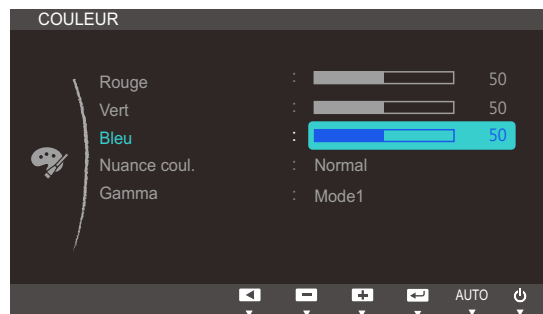 COULEUR
Rouge : 50
Vert : 50
Bleu : 50
Nuance coul. : Normal
Gamma : Mode1
AUTO